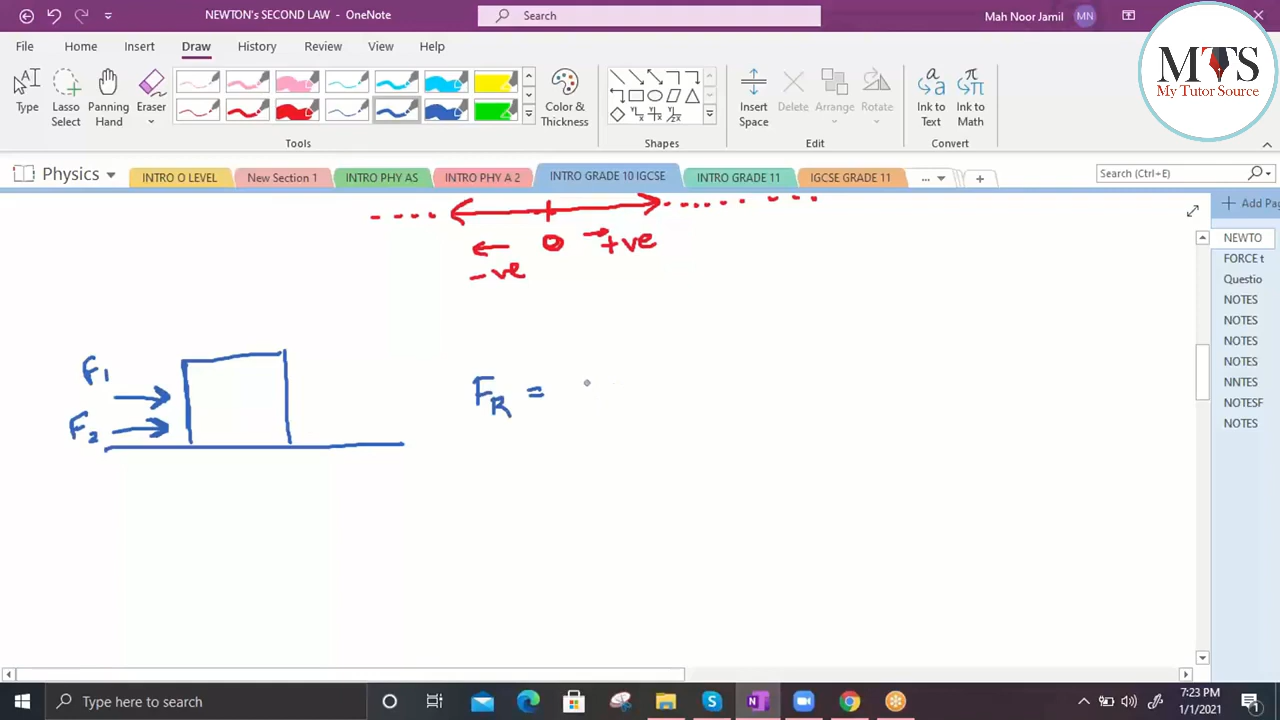 NEWTON's SECOND LAW - OneNote
Search
Mah Noor Jamil
MN
File
Home
Insert
Draw
History
Review
View
Help
MTS
My Tutor Source
Type
Lasso Select
Panning Hand
Eraser
Color & Thickness
Insert Space
Delete
Arrange
Rotate
Ink to Text
Ink to Math
Tools
Shapes
Edit
Convert
Physics
INTRO O LEVEL
New Section 1
INTRO PHY AS
INTRO PHY A 2
INTRO GRADE 10 IGCSE
INTRO GRADE 11
IGCSE GRADE 11
...
Search (Ctrl+E)
Add Pag
NEWTO
FORCE t
Questio
NOTES
NOTES
NOTES
NOTES
NNTES
NOTESF
NOTES
0
+ve
-ve
F1
F2
FR =
Type here to search
7:23 PM
1/1/2021